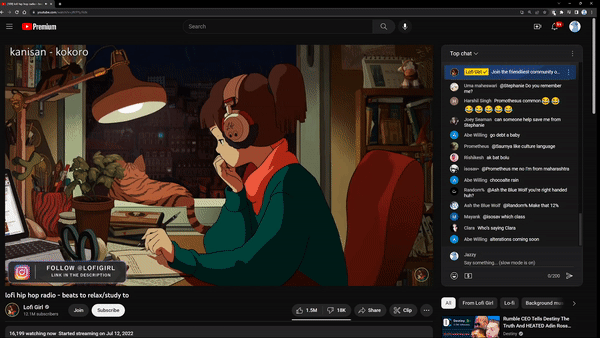 Premium
Search
kanisan - kokoro
FOLLOW @LOFIGIRL
LINK IN THE DESCRIPTION
lofi hip hop radio - beats to relax/study to
Lofi Girl
12.1M subscribers
Join
Subscribe
1.5M
18K
Share
Clip
16,199 watching now Started streaming on Jul 12, 2022
Top chat
Lofi Girl Join the friendliest community o...
Uma maheswari @Stephanie Do you remember me?
Harshil Singh Promotheaus common
Joey Seaman can someone help save me from Stephanie
Abe Willing go debt a baby
Prometheus @Saumya like culture language
Rishikesh ak bat bolu
isosan @Prometheus me no I'm from maharashtra
Abe Willing chocoalte rain
Random% @Ash the Blue Wolf you're right handed huh?
Ash the Blue Wolf @Random% Make that 12%
Mayank @isosav which class
Clara Who's saying Clara
Abe Willing alterations coming soon
Jazzy
Say something... (slow mode is on)
0/200
All
From Lofi Girl
Lo-fi
Background m
Rumble CEO Tells Destiny The Truth And HEATED Adin Ross...
Destiny